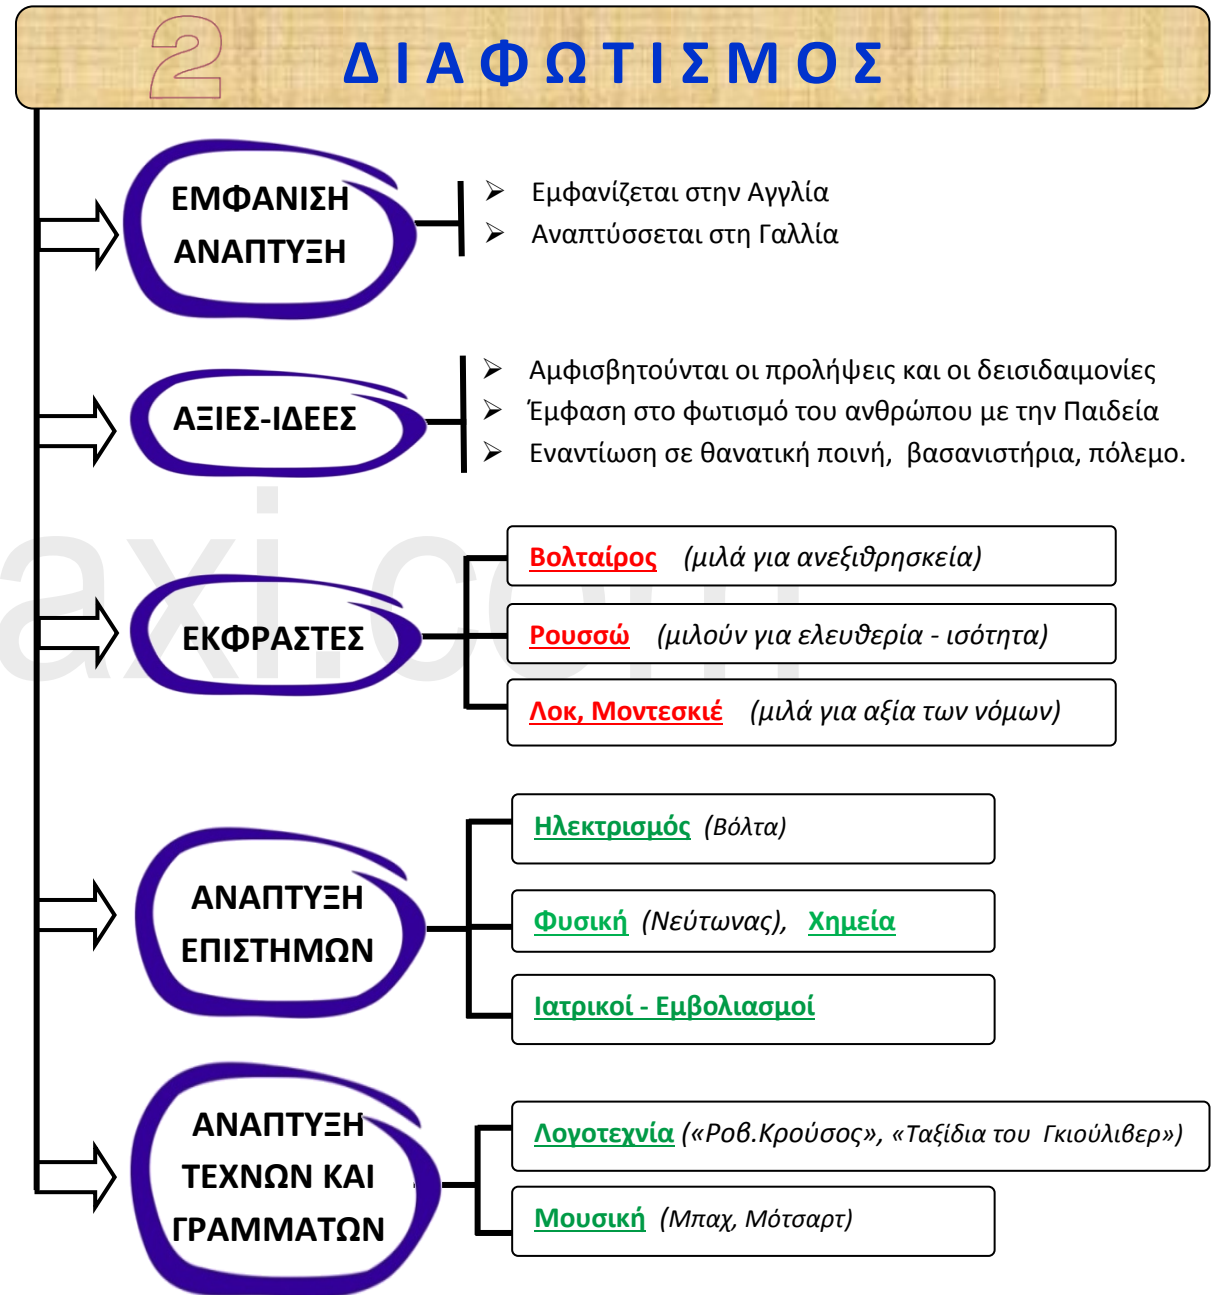 2 ΔΙΑΦΩΤΙΣΜΟΣ
ΕΜΦΑΝΙΣΗ
ΑΝΑΠΤΥΞΗ
➢ Εμφανίζεται στην Αγγλία
➢ Αναπτύσσεται στη Γαλλία
ΑΞΙΕΣ-ΙΔΕΕΣ
➢ Αμφισβητούνται οι προλήψεις και οι δεισιδαιμονίες
➢ Έμφαση στο φωτισμό του ανθρώπου με την Παιδεία
➢ Εναντίωση σε θανατική ποινή, βασανιστήρια, πόλεμο.
axi.com
ΕΚΦΡΑΣΤΕΣ
Βολταίρος (μιλά για ανεξιθρησκεία)
Ρουσσώ (μιλούν για ελευθερία - ισότητα)
Λοκ, Μοντεσκιέ (μιλά για αξία των νόμων)
ΑΝΑΠΤΥΞΗ
ΕΠΙΣΤΗΜΩΝ
Ηλεκτρισμός (Βόλτα)
Φυσική (Νεύτωνας), Χημεία
Ιατρικοί - Εμβολιασμοί
ΑΝΑΠΤΥΞΗ
ΤΕΧΝΩΝ ΚΑΙ
ΓΡΑΜΜΑΤΩΝ
Λογοτεχνία («Ροβ.Κρούσος», «Ταξίδια του Γκιούλιβερ»)
Μουσική (Μπαχ, Μότσαρτ)